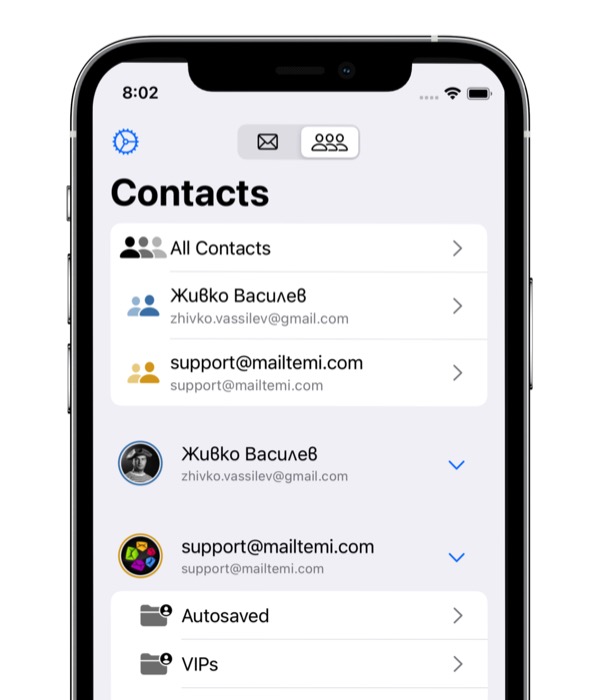 8:02
Contacts
All Contacts
Живко Василев
zhivko.vassilev@gmail.com
support@mailtemi.com
support@mailtemi.com
Живко Василев
zhivko.vassilev@gmail.com
support@mailtemi.com
support@mailtemi.com
Autosaved
VIPs